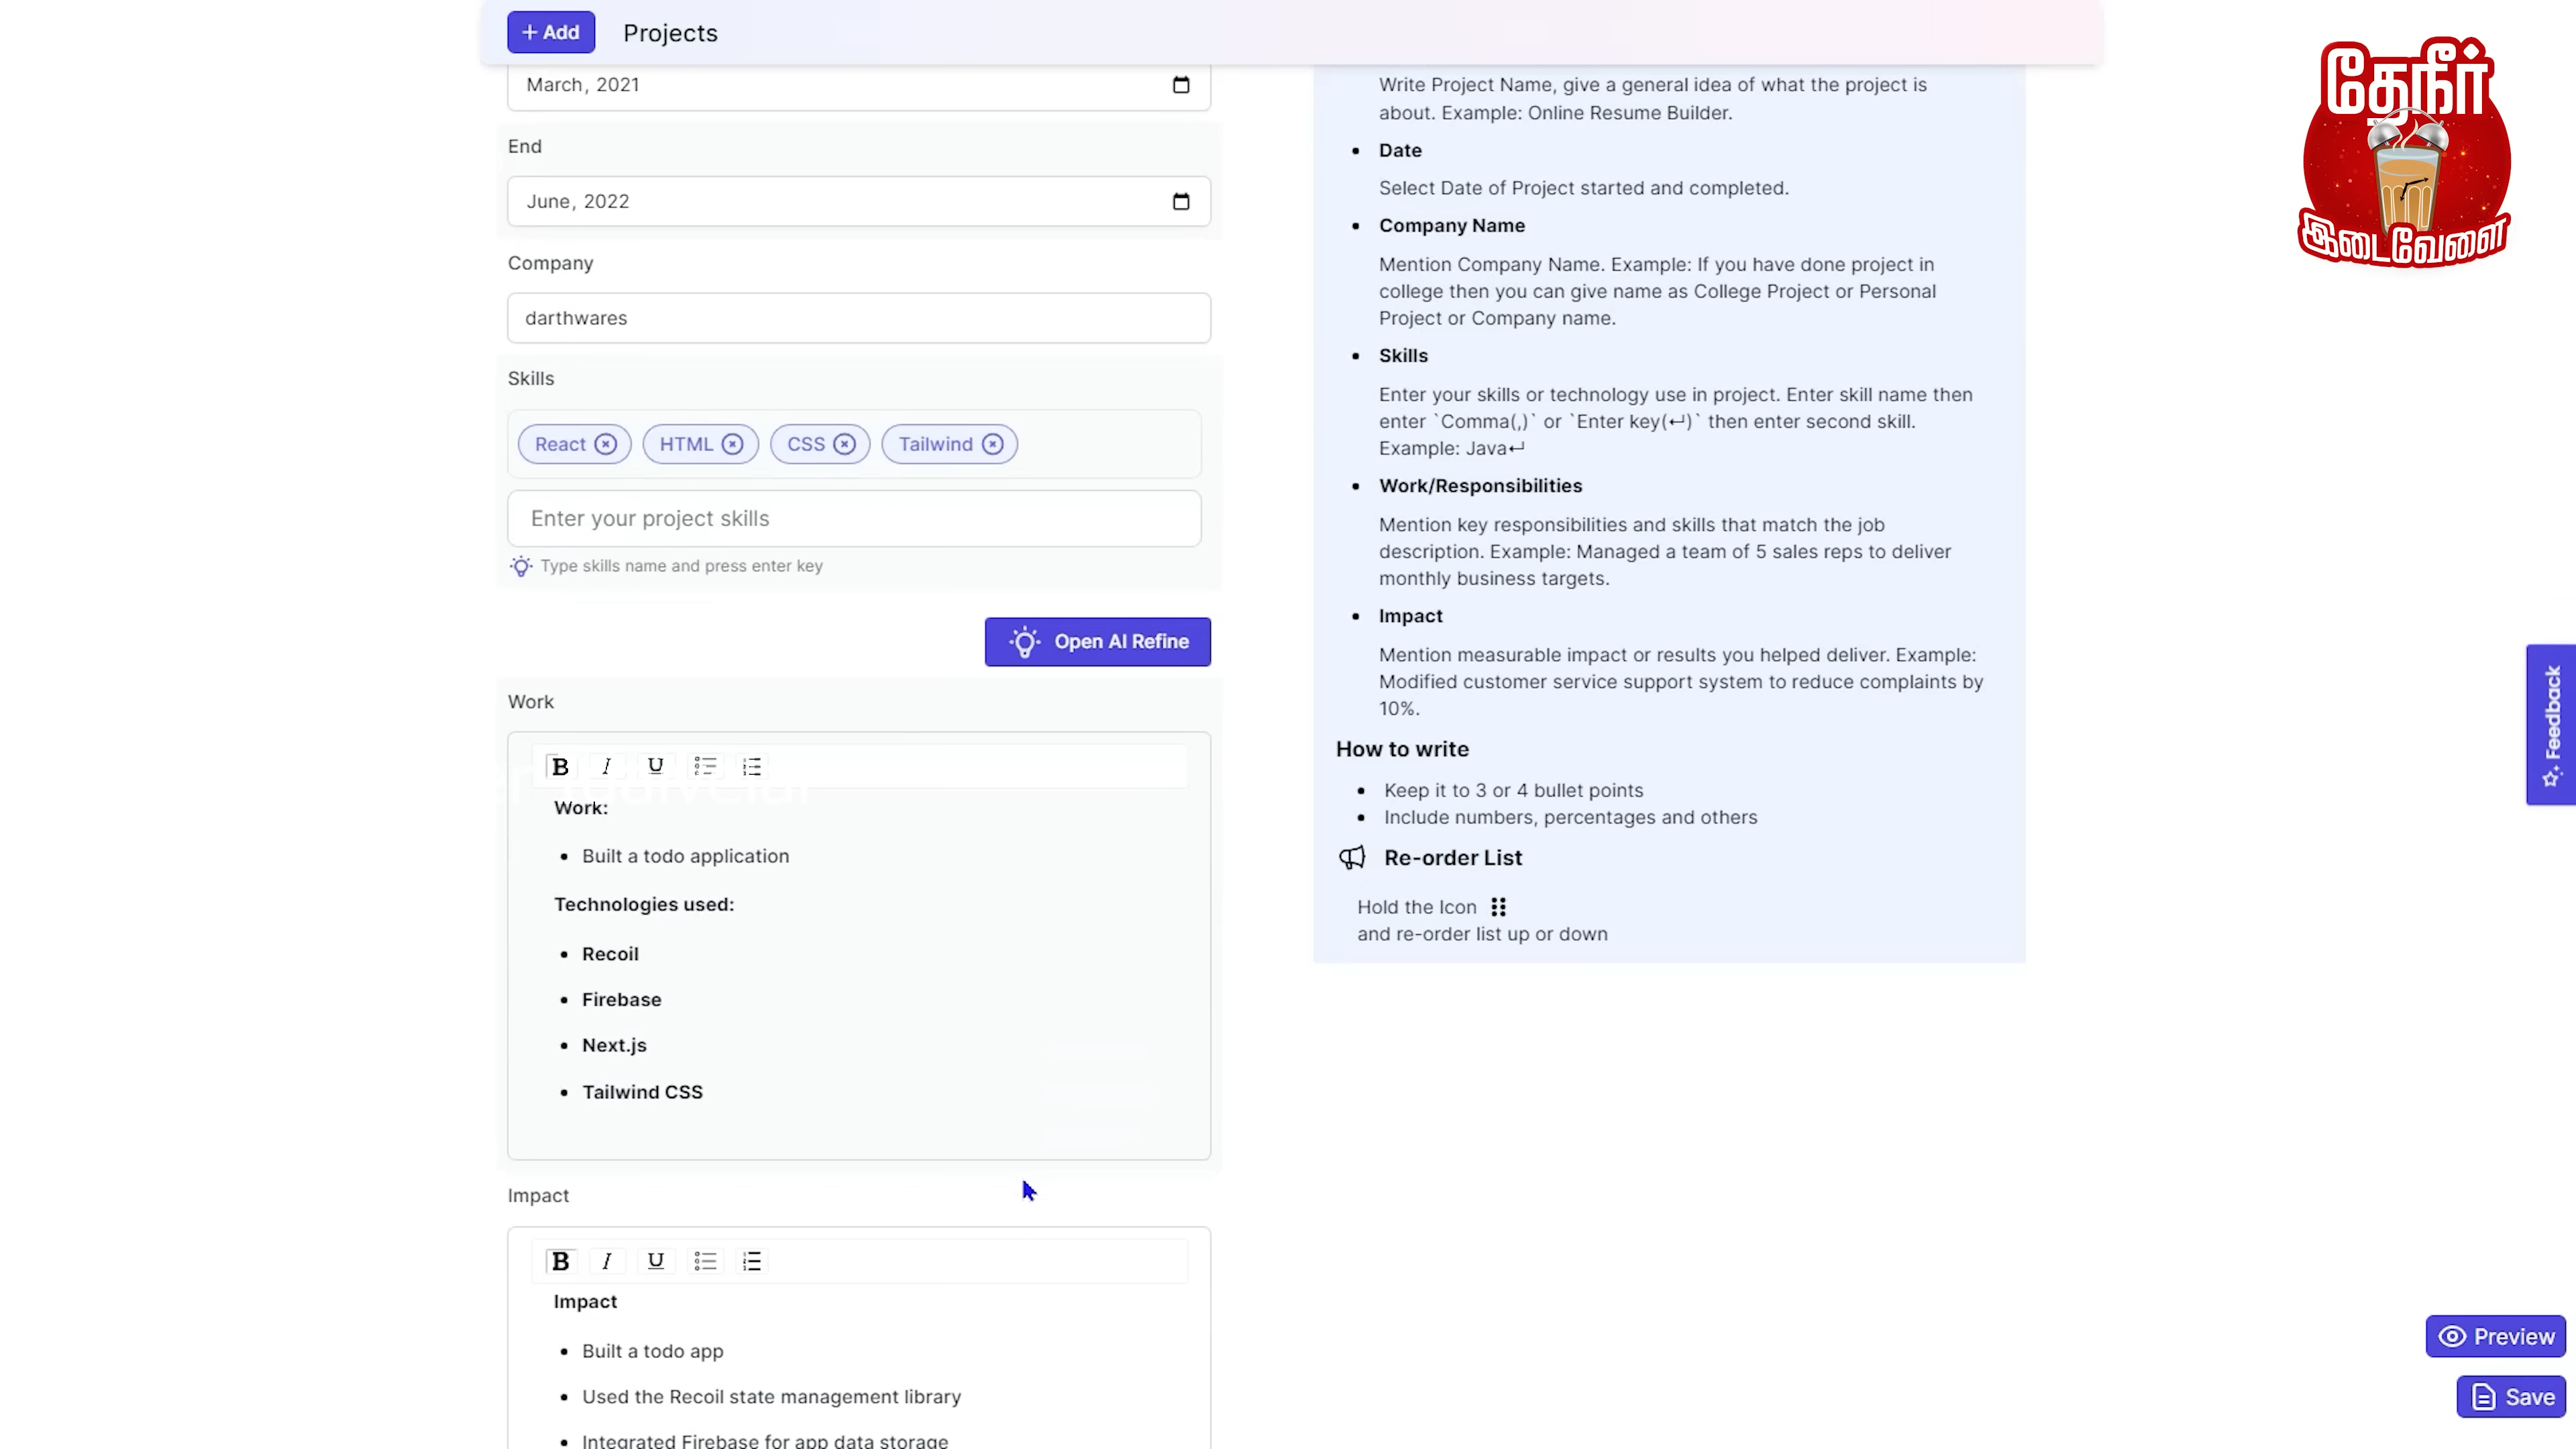 + Add
Projects
March, 2021
End
June, 2022
Company
darthwares
Skills
React
HTML
CSS
Tailwind
Enter your project skills
Type skills name and press enter key
Open AI Refine
Work
B I U
Work:
• Built a todo application
Technologies used:
• Recoil
• Firebase
• Next.js
• Tailwind CSS
Impact
B I U
Impact
• Built a todo app
• Used the Recoil state management library
• Integrated Firebase for app data storage
Write Project Name, give a general idea of what the project is
about. Example: Online Resume Builder.
• Date
Select Date of Project started and completed.
• Company Name
Mention Company Name. Example: If you have done project in
college then you can give name as College Project or Personal
Project or Company name.
• Skills
Enter your skills or technology use in project. Enter skill name then
enter `Comma(,)` or `Enter key(↵)` then enter second skill.
Example: Java↵
• Work/Responsibilities
Mention key responsibilities and skills that match the job
description. Example: Managed a team of 5 sales reps to deliver
monthly business targets.
• Impact
Mention measurable impact or results you helped deliver. Example:
Modified customer service support system to reduce complaints by
10%.
How to write
• Keep it to 3 or 4 bullet points
• Include numbers, percentages and others
Re-order List
Hold the Icon
and re-order list up or down
தேநீர்
இடைவேளை
Feedback
Preview
Save